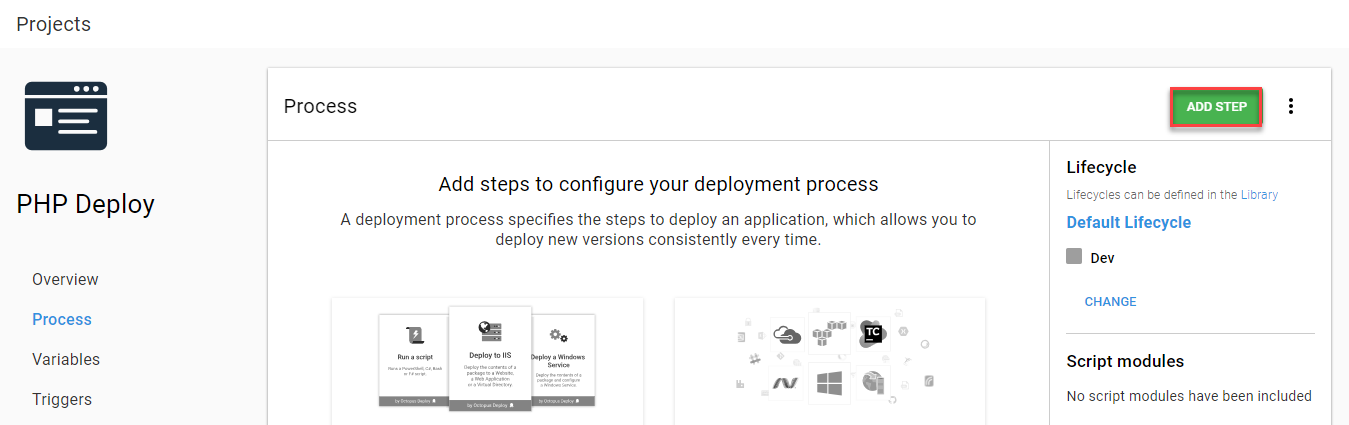 Projects
PHP Deploy
Overview
Process
Variables
Triggers
Process
ADD STEP
Add steps to configure your deployment process
A deployment process specifies the steps to deploy an application, which allows you to
deploy new versions consistently every time.
Run a script
Run a PowerShell, C#, Bash
or F# script.
by Octopus Deploy
Deploy to IIS
Deploy the contents of a
package to a Website,
a Web Application
or a Virtual Directory.
by Octopus Deploy
Deploy a Windows
Service
Deploy the contents of a
package and configure
a Windows Service
by Octopus Deploy
TC
Lifecycle
Lifecycles can be defined in the Library
Default Lifecycle
Dev
CHANGE
Script modules
No script modules have been included